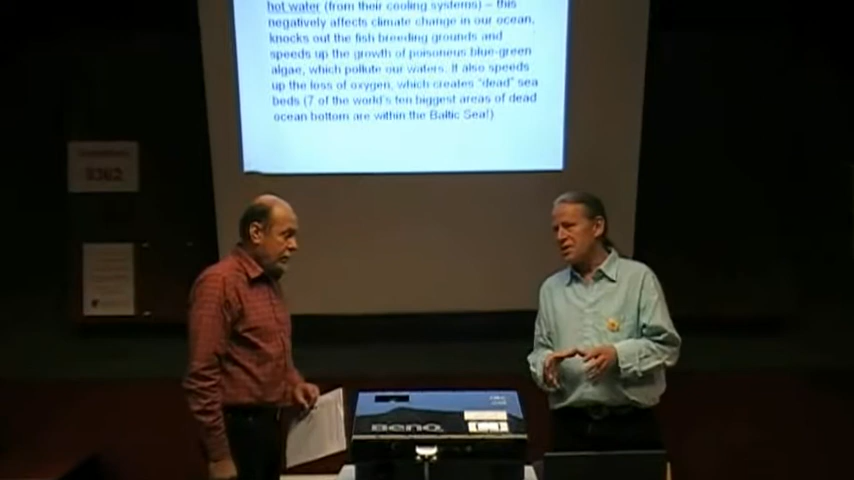 hot water (from their cooling systems) – this
negatively affects climate change in our ocean,
knocks out the fish breeding grounds and
speeds up the growth of poisoneus blue-green
algae, which pollute our waters. It also speeds
up the loss of oxygen, which creates "dead" sea
beds (7 of the world's ten biggest areas of dead
ocean bottom are within the Baltic Sea!)
BenQ